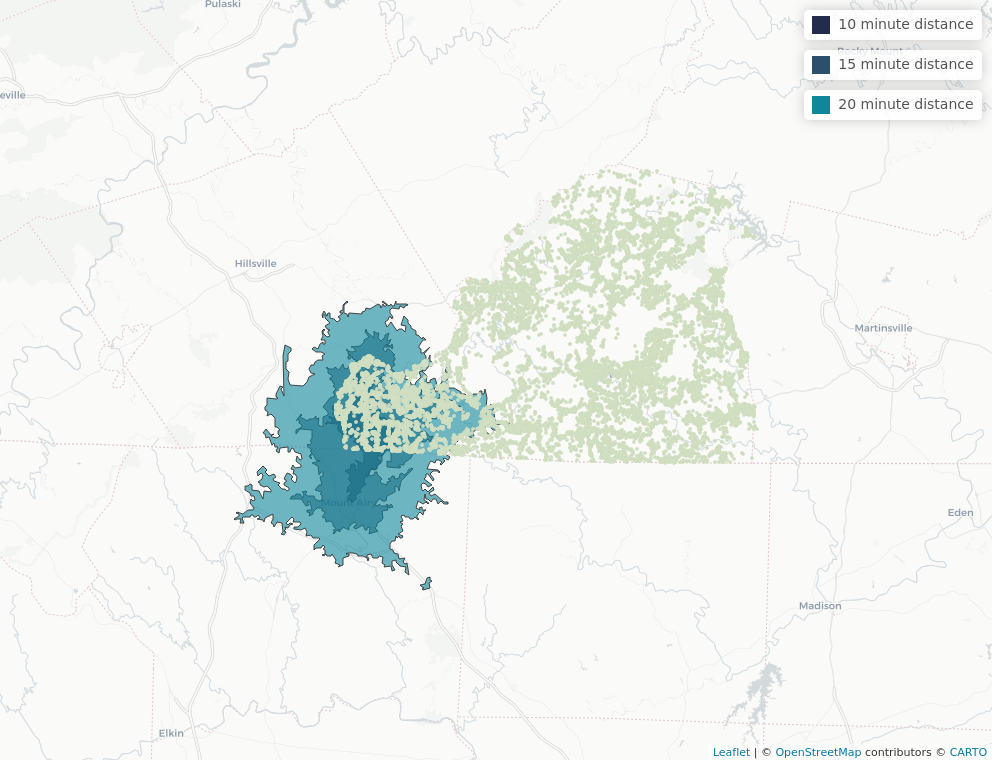 Pulaski
10 minute distance
Rocky Mount
15 minute distance
eville
20 minute distance
Hillsville
Martinsville
Mount Airy
Eden
Madison
Elkin
Leaflet | © OpenStreetMap contributors © CARTO